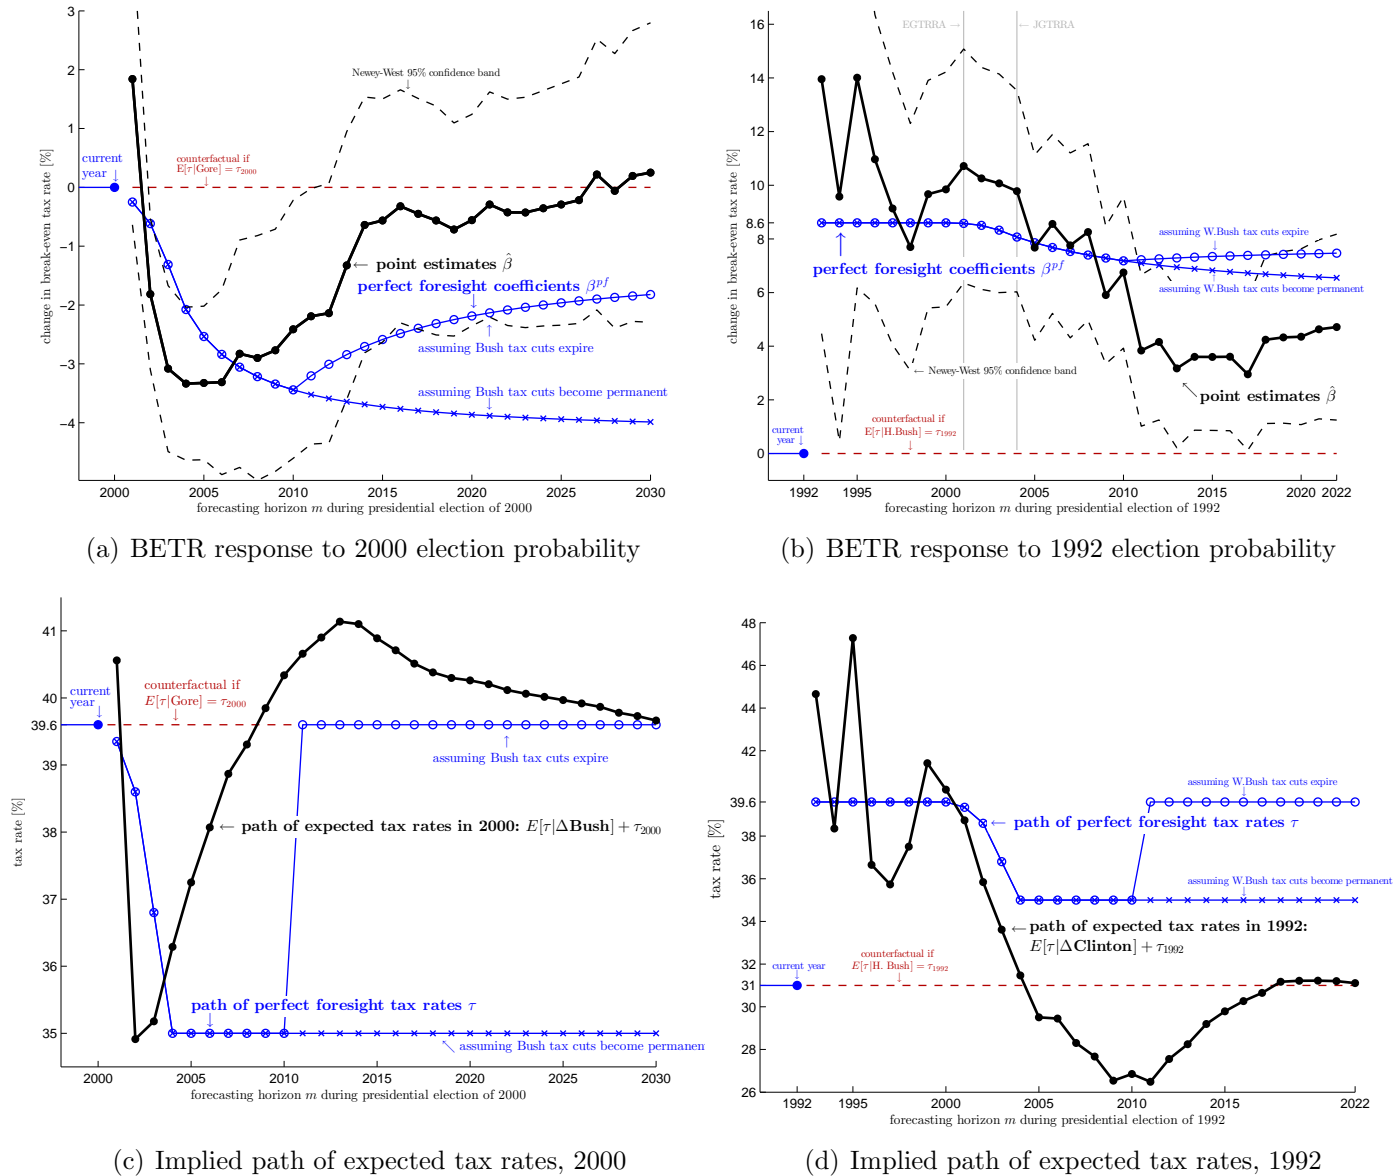 3
2
1
0
−1
−2
−3
−4
change in break-even tax rate [%]
Newey-West 95% confidence band
current
year
counterfactual if
E[τ|Gore] = τ2000
point estimates β̂
perfect foresight coefficients β^pf
assuming Bush tax cuts expire
assuming Bush tax cuts become permanent
2000 2005 2010 2015 2020 2025 2030
forecasting horizon m during presidential election of 2000
(a) BETR response to 2000 election probability
16
14
12
10
8.6
8
6
4
2
0
change in break-even tax rate [%]
EGTRRA → ← JGTRRA
assuming W.Bush tax cuts expire
perfect foresight coefficients β^pf
assuming W.Bush tax cuts become permanent
← Newey-West 95% confidence band
point estimates β̂
counterfactual if
E[τ|H.Bush] = τ1992
current
year
1992 1995 2000 2005 2010 2015 2020 2022
forecasting horizon m during presidential election of 1992
(b) BETR response to 1992 election probability
41
40
39.6
39
38
37
36
35
tax rate [%]
current
year
counterfactual if
E[τ|Gore] = τ2000
assuming Bush tax cuts expire
← path of expected tax rates in 2000: E[τ|ΔBush] + τ2000
path of perfect foresight tax rates τ
assuming Bush tax cuts become permanent
2000 2005 2010 2015 2020 2025 2030
forecasting horizon m during presidential election of 2000
(c) Implied path of expected tax rates, 2000
48
46
44
42
39.6
38
36
35
34
32
31
30
28
26
tax rate [%]
assuming W.Bush tax cuts expire
← path of perfect foresight tax rates τ
assuming W.Bush tax cuts become permanent
← path of expected tax rates in 1992:
E[τ|ΔClinton] + τ1992
counterfactual if
E[τ|H. Bush] = τ1992
current year
1992 1995 2000 2005 2010 2015 2022
forecasting horizon m during presidential election of 1992
(d) Implied path of expected tax rates, 1992